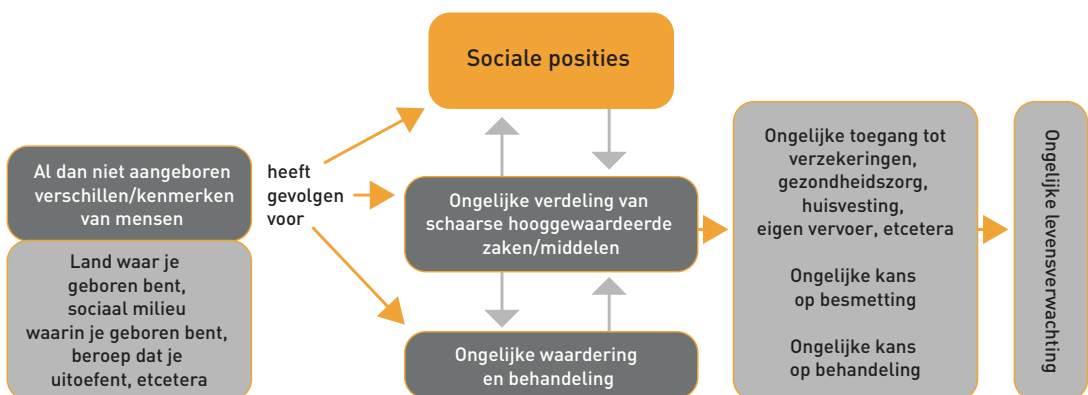 Sociale posities
Al dan niet aangeboren
verschillen/kenmerken
van mensen
Land waar je
geboren bent,
sociaal milieu
waarin je geboren bent,
beroep dat je
uitoefent, etcetera
heeft
gevolgen
voor
Ongelijke verdeling van
schaarse hooggewaardeerde
zaken/middelen
Ongelijke waardering
en behandeling
Ongelijke toegang tot
verzekeringen,
gezondheidszorg,
huisvesting,
eigen vervoer, etcetera
Ongelijke kans
op besmetting
Ongelijke kans
op behandeling
Ongelijke levensverwachting